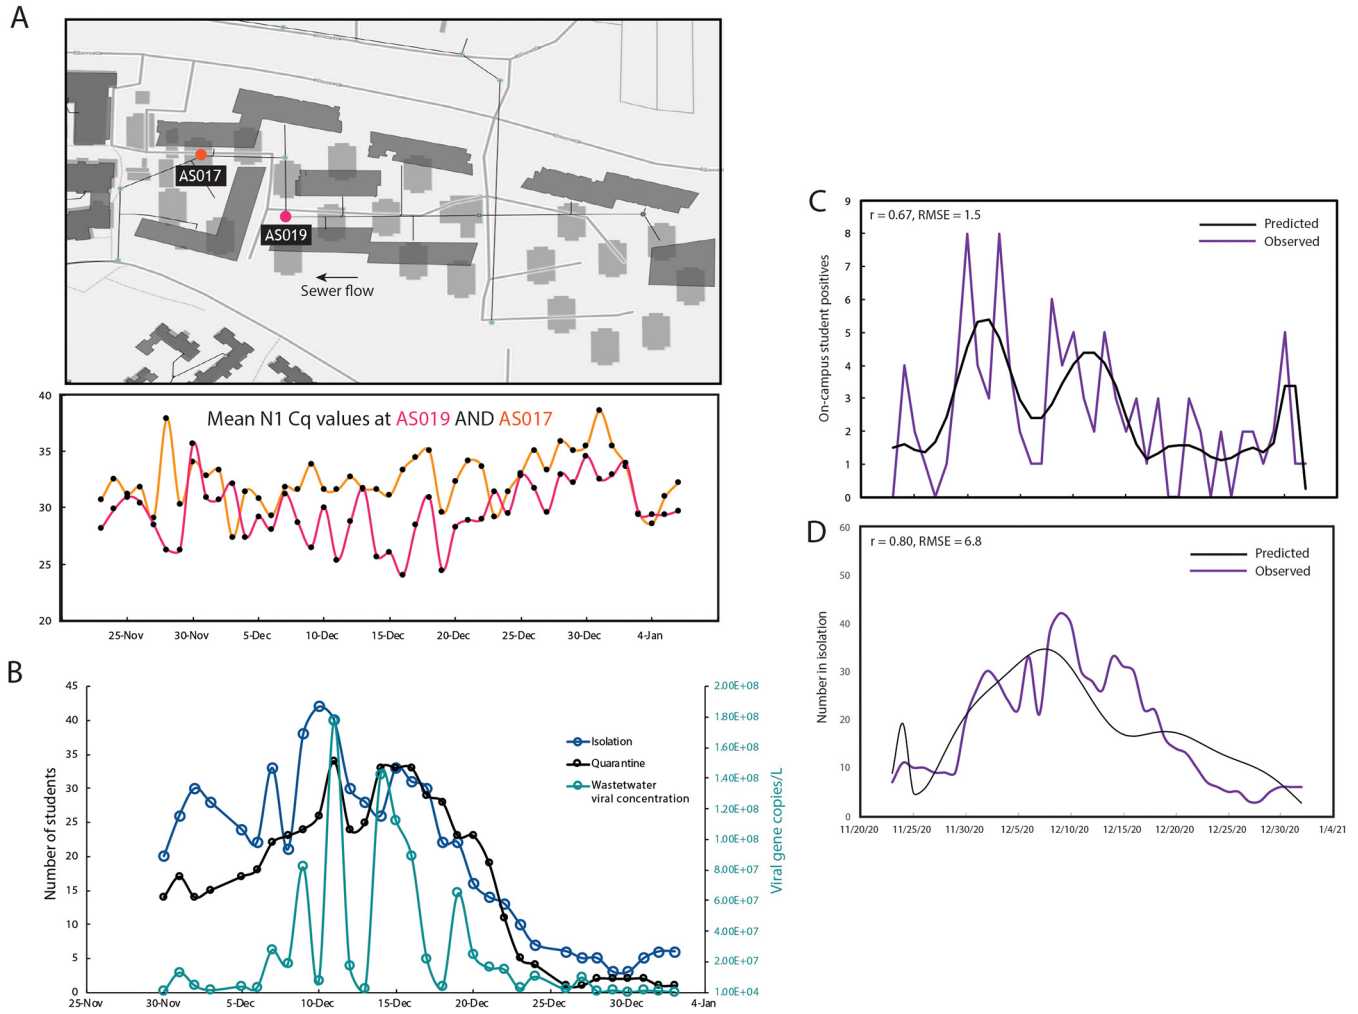 A
AS017
AS019
Sewer flow
40
35
30
25
20
Mean N1 Cq values at AS019 AND AS017
25-Nov 30-Nov 5-Dec 10-Dec 15-Dec 20-Dec 25-Dec 30-Dec 4-Jan
B
Number of students
45
40
35
30
25
20
15
10
5
0
Isolation
Quarantine
Wastetwater
viral concentration
2.00E+08
1.80E+08
1.60E+08
1.40E+08
1.20E+08
1.00E+08
8.00E+07
6.00E+07
4.00E+07
2.00E+07
1.00E+04
Viral gene copies/L
25-Nov 30-Nov 5-Dec 10-Dec 15-Dec 20-Dec 25-Dec 30-Dec 4-Jan
C
On-campus student positives
9
8
7
6
5
4
3
2
1
0
r = 0.67, RMSE = 1.5
Predicted
Observed
D
Number in isolation
60
50
40
30
20
10
0
r = 0.80, RMSE = 6.8
Predicted
Observed
11/20/20 11/25/20 11/30/20 12/5/20 12/10/20 12/15/20 12/20/20 12/25/20 12/30/20 1/4/21